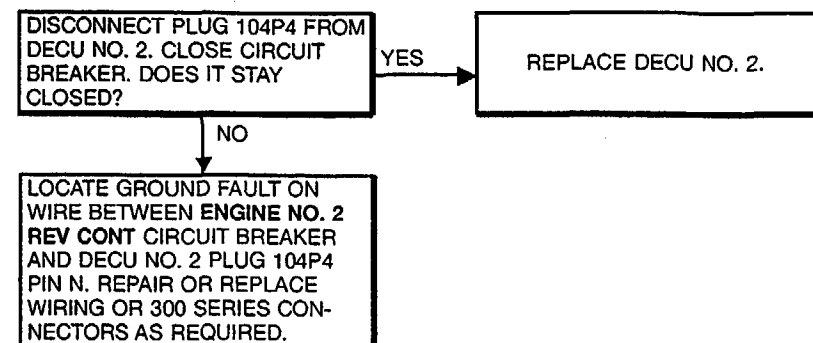 DISCONNECT PLUG 104P4 FROM
DECU NO. 2. CLOSE CIRCUIT
BREAKER. DOES IT STAY
CLOSED?
YES
REPLACE DECU NO. 2.
NO
LOCATE GROUND FAULT ON
WIRE BETWEEN ENGINE NO. 2
REV CONT CIRCUIT BREAKER
AND DECU NO. 2 PLUG 104P4
PIN N. REPAIR OR REPLACE
WIRING OR 300 SERIES CON-
NECTORS AS REQUIRED.